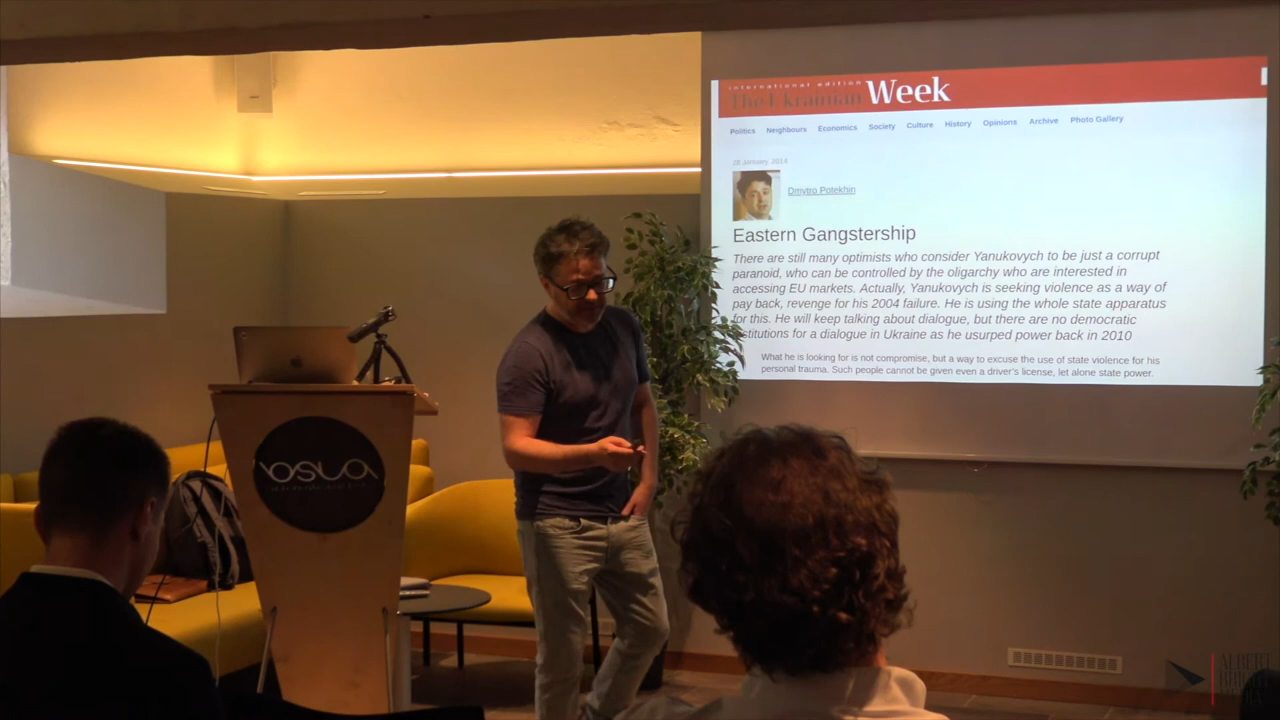 international edition
The Ukrainian Week
Politics Neighbours Economics Society Culture History Opinions Archive Photo Gallery
28 January, 2014
Dmytro Potekhin
Eastern Gangstership
There are still many optimists who consider Yanukovych to be just a corrupt
paranoid, who can be controlled by the oligarchy who are interested in
accessing EU markets. Actually, Yanukovych is seeking violence as a way of
pay back, revenge for his 2004 failure. He is using the whole state apparatus
for this. He will keep talking about dialogue, but there are no democratic
institutions for a dialogue in Ukraine as he usurped power back in 2010
What he is looking for is not compromise, but a way to excuse the use of state violence for his
personal trauma. Such people cannot be given even a driver's license, let alone state power.
OSLO
ALBERT